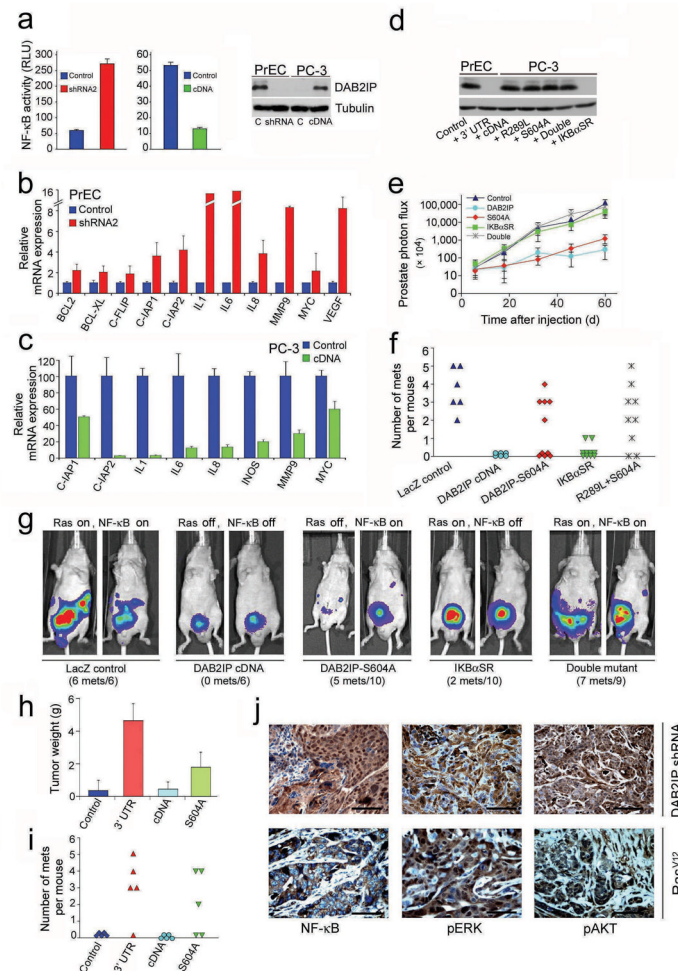 a
NF-κB activity (RLU)
300
250
200
150
100
50
0
Control
shRNA2
60
50
40
30
20
10
0
Control
cDNA
PrEC PC-3
DAB2IP
Tubulin
C shRNA C cDNA
d
PrEC PC-3
Control
+ 3' UTR
+ cDNA
+ R289L
+ S604A
+ Double
+ IKBαSR
b
Relative
mRNA expression
16
8
6
4
2
0
PrEC
Control
shRNA2
BCL2
BCL-XL
C-FLIP
C-IAP1
C-IAP2
IL1
IL6
IL8
MMP9
MYC
VEGF
e
Prostate photon flux
(× 10⁴)
100,000
10,000
1,000
100
10
1
Control
DAB2IP
S604A
IKBαSR
Double
0 20 40 60
Time after injection (d)
c
Relative
mRNA expression
120
100
80
60
40
20
0
PC-3
Control
cDNA
C-IAP1
C-IAP2
IL1
IL6
IL8
INOS
MMP9
MYC
f
Number of mets
per mouse
6
5
4
3
2
1
0
LacZ control
DAB2IP cDNA
DAB2IP-S604A
IKBαSR
R289L+S604A
g
Ras on , NF-κB on
Ras off, NF-κB off
Ras off, NF-κB on
Ras on, NF-κB off
Ras on , NF-κB on
LacZ control
(6 mets/6)
DAB2IP cDNA
(0 mets/6)
DAB2IP-S604A
(5 mets/10)
IKBαSR
(2 mets/10)
Double mutant
(7 mets/9)
h
Tumor weight (g)
6
4
2
0
Control
3' UTR
cDNA
S604A
i
Number of mets
per mouse
6
5
4
3
2
1
0
Control
3' UTR
cDNA
S604A
j
DAB2IP shRNA
NF-κB
pERK
pAKT